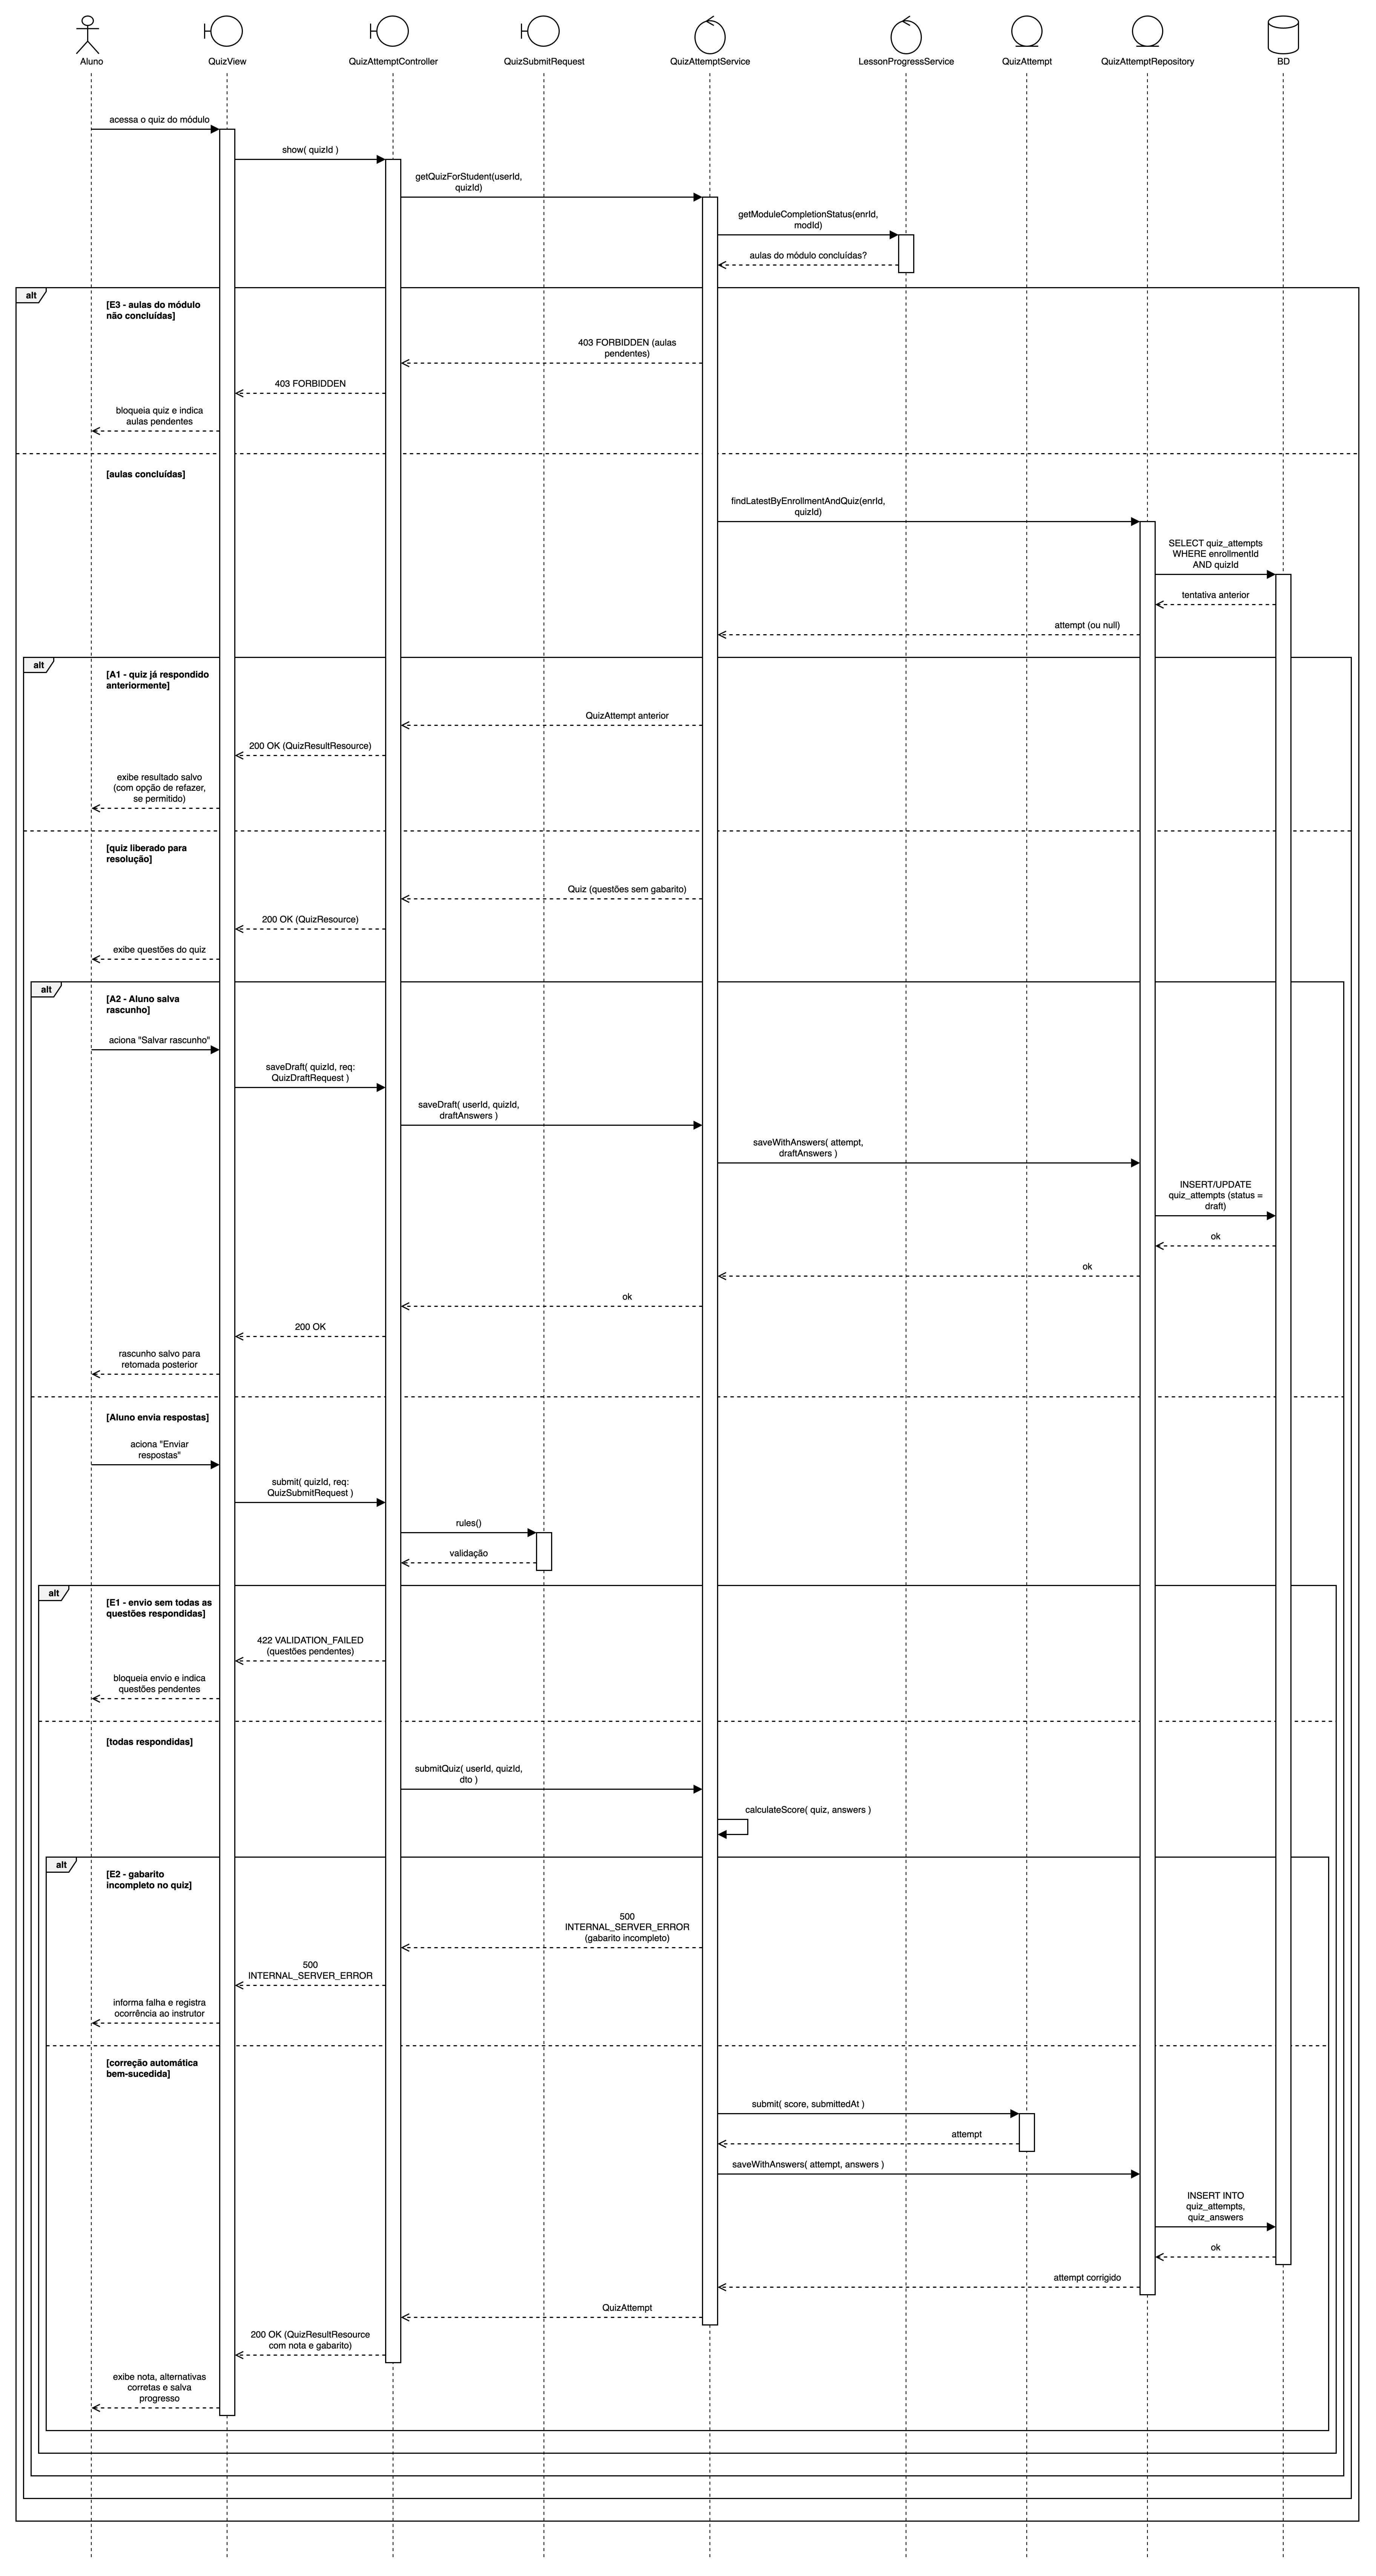 Aluno
QuizView
QuizAttemptController
QuizSubmitRequest
QuizAttemptService
LessonProgressService
QuizAttempt
QuizAttemptRepository
BD
acessa o quiz do módulo
show( quizId )
getQuizForStudent(userId,
quizId)
getModuleCompletionStatus(enrId,
modId)
aulas do módulo concluídas?
alt
[E3 - aulas do módulo
não concluídas]
403 FORBIDDEN (aulas
pendentes)
403 FORBIDDEN
bloqueia quiz e indica
aulas pendentes
[aulas concluídas]
findLatestByEnrollmentAndQuiz(enrId,
quizId)
SELECT quiz_attempts
WHERE enrollmentId
AND quizId
tentativa anterior
attempt (ou null)
alt
[A1 - quiz já respondido
anteriormente]
QuizAttempt anterior
200 OK (QuizResultResource)
exibe resultado salvo
(com opção de refazer,
se permitido)
[quiz liberado para
resolução]
Quiz (questões sem gabarito)
200 OK (QuizResource)
exibe questões do quiz
alt
[A2 - Aluno salva
rascunho]
aciona "Salvar rascunho"
saveDraft( quizId, req:
QuizDraftRequest )
saveDraft( userId, quizId,
draftAnswers )
saveWithAnswers( attempt,
draftAnswers )
INSERT/UPDATE
quiz_attempts (status =
draft)
ok
ok
ok
200 OK
rascunho salvo para
retomada posterior
[Aluno envia respostas]
aciona "Enviar
respostas"
submit( quizId, req:
QuizSubmitRequest )
rules()
validação
alt
[E1 - envio sem todas as
questões respondidas]
422 VALIDATION_FAILED
(questões pendentes)
bloqueia envio e indica
questões pendentes
[todas respondidas]
submitQuiz( userId, quizId,
dto )
calculateScore( quiz, answers )
alt
[E2 - gabarito
incompleto no quiz]
500
INTERNAL_SERVER_ERROR
(gabarito incompleto)
500
INTERNAL_SERVER_ERROR
informa falha e registra
ocorrência ao instrutor
[correção automática
bem-sucedida]
submit( score, submittedAt )
attempt
saveWithAnswers( attempt, answers )
INSERT INTO
quiz_attempts,
quiz_answers
ok
attempt corrigido
QuizAttempt
200 OK (QuizResultResource
com nota e gabarito)
exibe nota, alternativas
corretas e salva
progresso